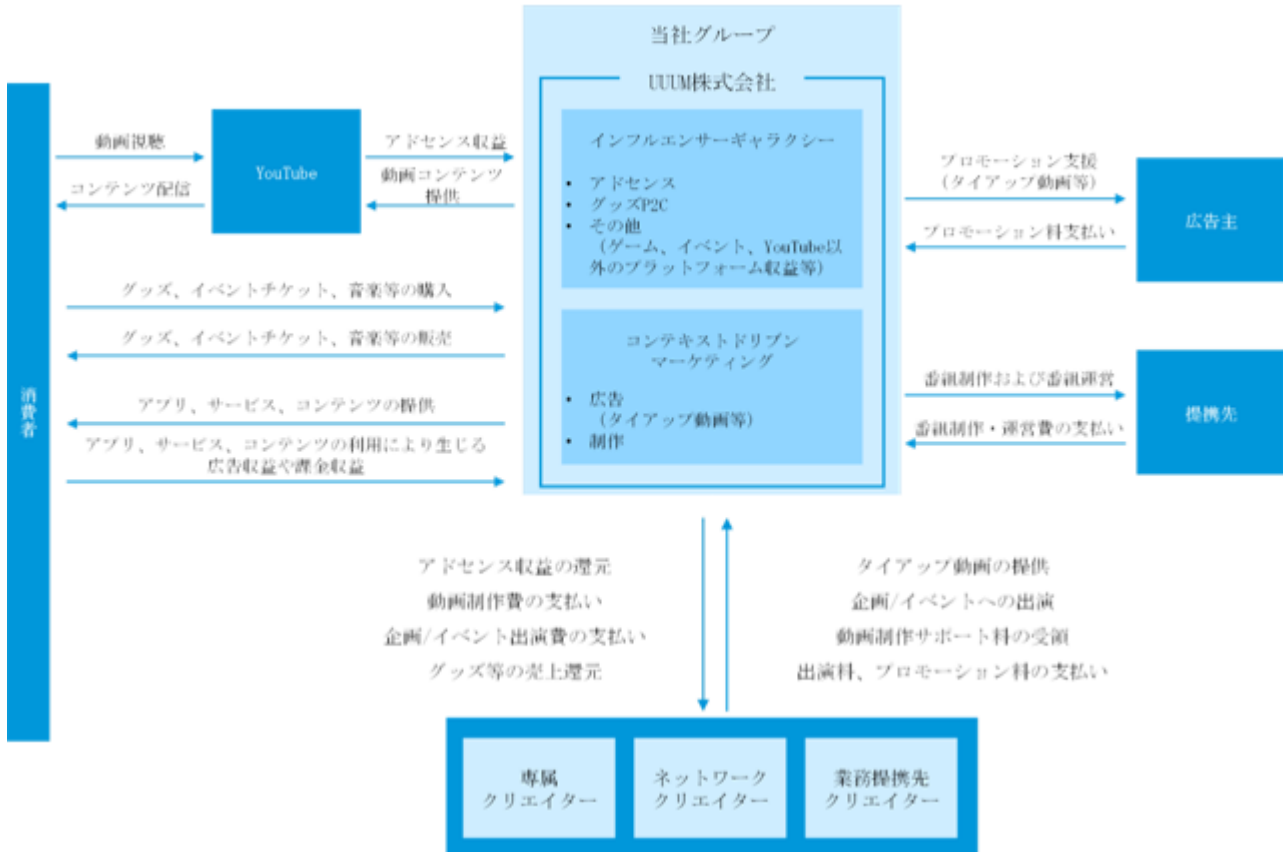 当社グループ
UUUM株式会社
インフルエンサーギャラクシー
• アドセンス
• グッズP2C
• その他
(ゲーム、イベント、YouTube以
外のプラットフォーム収益等)
コンテキストドリブン
マーケティング
• 広告
(タイアップ動画等)
• 制作
消費者
動画視聴
コンテンツ配信
YouTube
アドセンス収益
動画コンテンツ
提供
グッズ、イベントチケット、音楽等の購入
グッズ、イベントチケット、音楽等の販売
アプリ、サービス、コンテンツの提供
アプリ、サービス、コンテンツの利用により生じる
広告収益や課金収益
プロモーション支援
(タイアップ動画等)
プロモーション料支払い
広告主
番組制作および番組運営
番組制作・運営費の支払い
提携先
アドセンス収益の還元
動画制作費の支払い
企画/イベント出演費の支払い
グッズ等の売上還元
タイアップ動画の提供
企画/イベントへの出演
動画制作サポート料の受領
出演料、プロモーション料の支払い
専属
クリエイター
ネットワーク
クリエイター
業務提携先
クリエイター